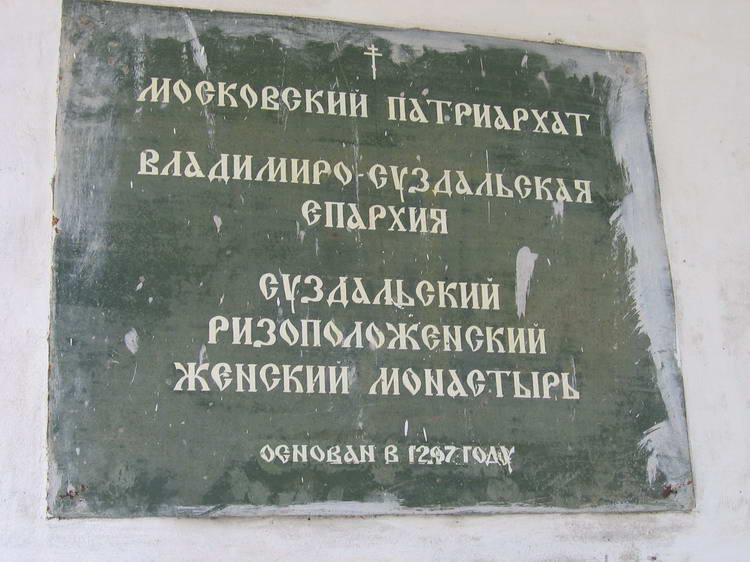 МОСКОВСКИЙ ПАТРИАРХАТ
ВЛАДИМИРО-СУЗДАЛЬСКАЯ
ЕПАРХИЯ
СУЗДАЛЬСКИЙ
РИЗОПОЛОЖЕНСКИЙ
ЖЕНСКИЙ МОНАСТЫРЬ
ОСНОВАН В 1207 ГОДУ